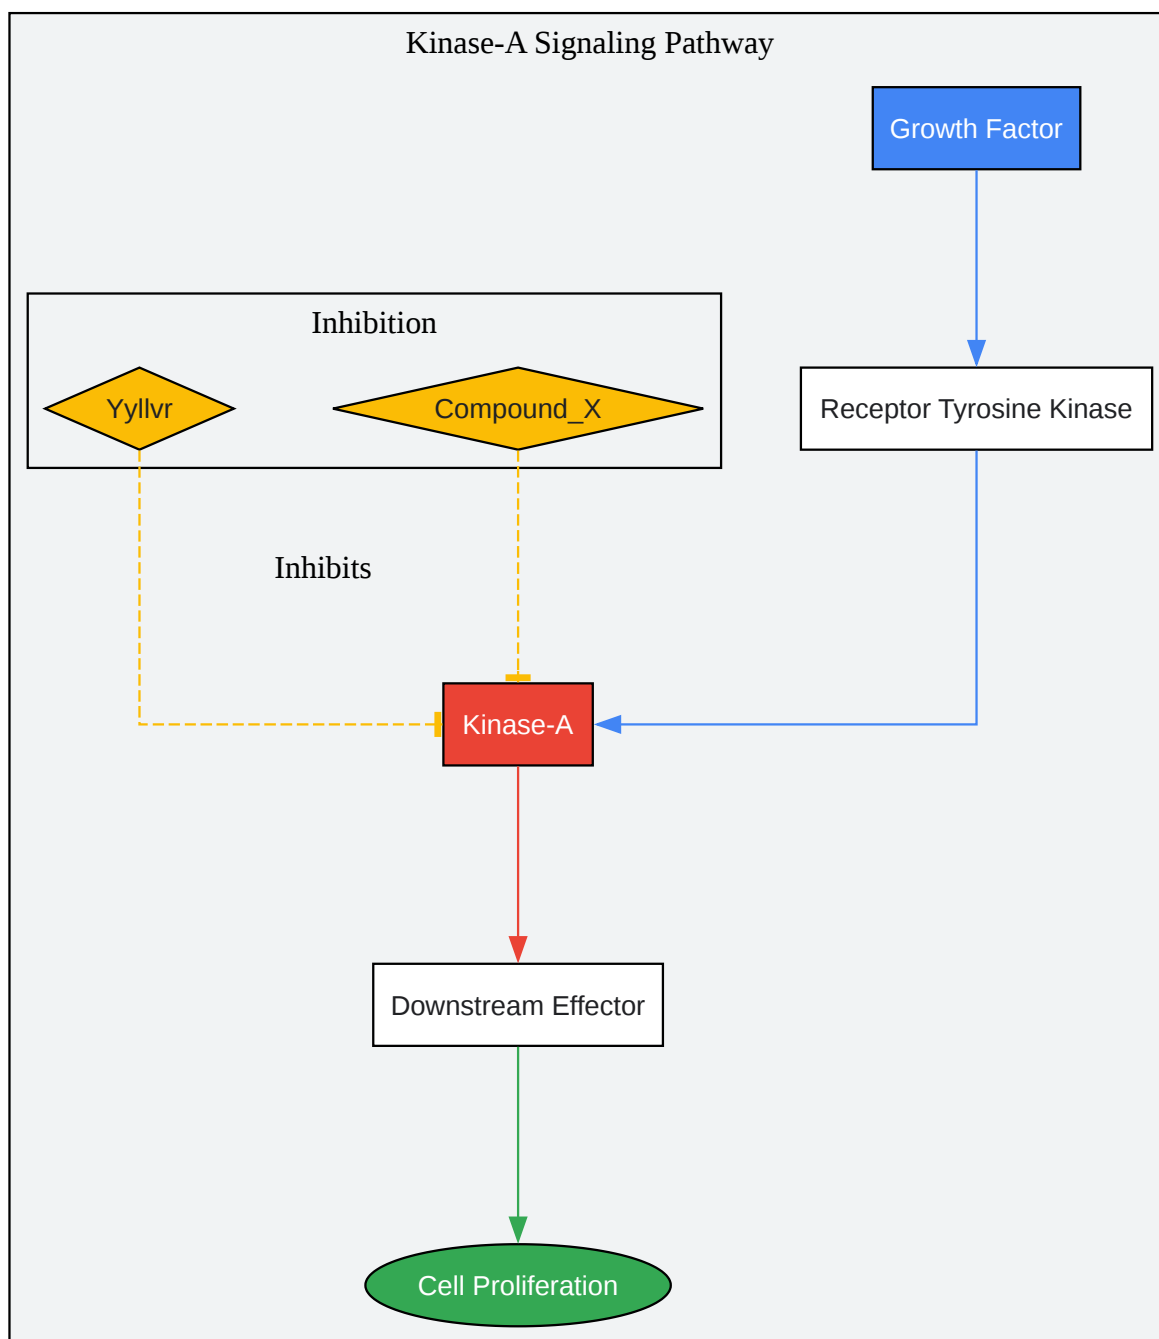 Kinase-A Signaling Pathway
Growth Factor
Inhibition
Yyllvr
Compound_X
Receptor Tyrosine Kinase
Inhibits
Kinase-A
Downstream Effector
Cell Proliferation